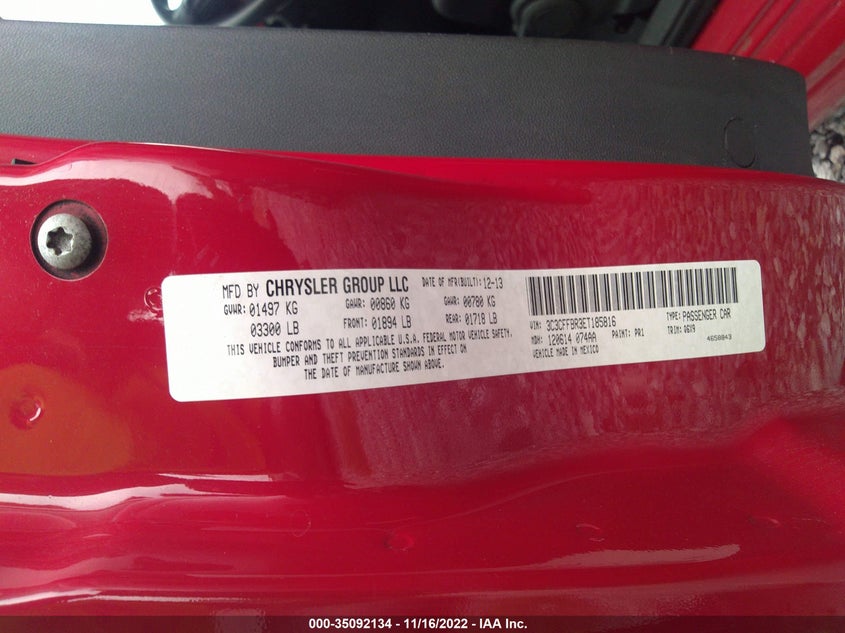 MFD BY CHRYSLER GROUP LLC DATE OF MFR(BUILT): 12-13
GVWR: 01497 KG GAWR: 00860 KG GAWR: 00780 KG
03300 LB FRONT: 01894 LB REAR: 01718 LB
THIS VEHICLE CONFORMS TO ALL APPLICABLE U.S.A. FEDERAL MOTOR VEHICLE SAFETY,
BUMPER AND THEFT PREVENTION STANDARDS IN EFFECT ON
THE DATE OF MANUFACTURE SHOWN ABOVE.
VIN: 3C3CFFBR3ET185816 TYPE: PASSENGER CAR
MDH: 120614 074AA PAINT: PR1 TRIM: 06X9
VEHICLE MADE IN MEXICO 4658843
000-35092134 - 11/16/2022 - IAA Inc.